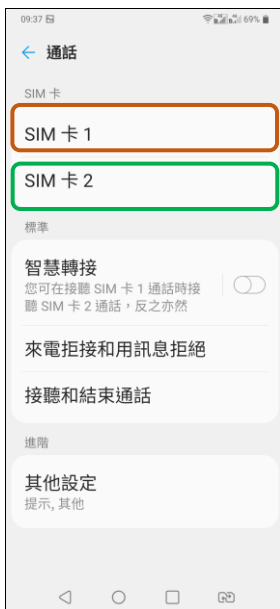 09:37
69%
通話
SIM 卡
SIM 卡 1
SIM 卡 2
標準
智慧轉接
您可在接聽 SIM 卡 1 通話時接
聽 SIM 卡 2 通話，反之亦然
來電拒接和用訊息拒絕
接聽和結束通話
進階
其他設定
提示, 其他